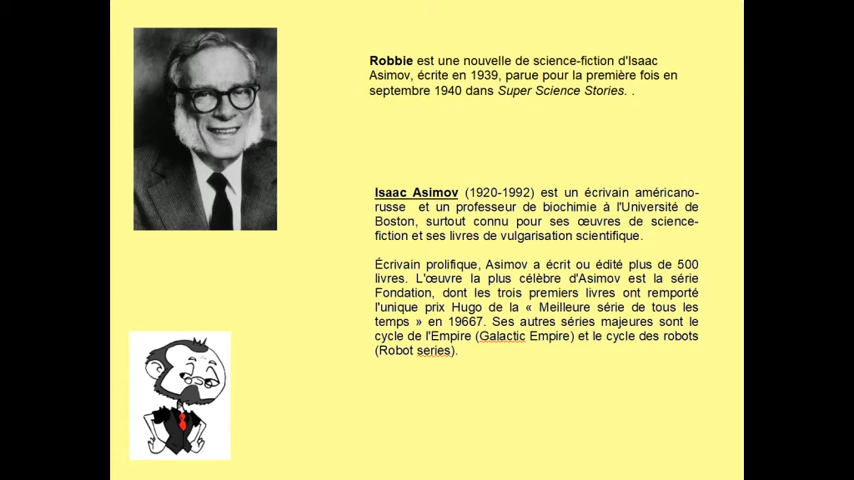 Robbie est une nouvelle de science-fiction d'Isaac
Asimov, écrite en 1939, parue pour la première fois en
septembre 1940 dans Super Science Stories. .
Isaac Asimov (1920-1992) est un écrivain américano-
russe et un professeur de biochimie à l'Université de
Boston, surtout connu pour ses œuvres de science-
fiction et ses livres de vulgarisation scientifique.
Écrivain prolifique, Asimov a écrit ou édité plus de 500
livres. L'œuvre la plus célèbre d'Asimov est la série
Fondation, dont les trois premiers livres ont remporté
l'unique prix Hugo de la « Meilleure série de tous les
temps » en 19667. Ses autres séries majeures sont le
cycle de l'Empire (Galactic Empire) et le cycle des robots
(Robot series).